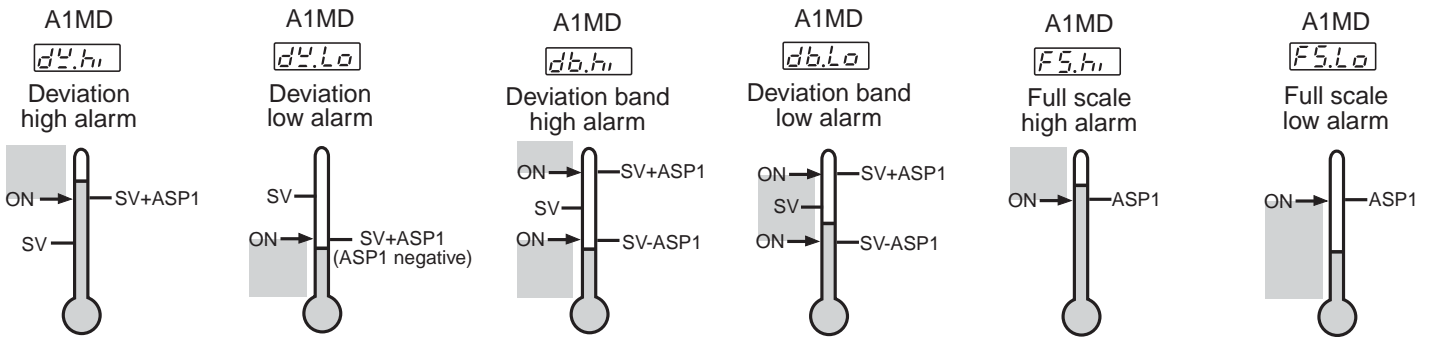 A1MD
dV.hi
Deviation
high alarm
ON
SV+ASP1
SV
A1MD
dV.Lo
Deviation
low alarm
SV
ON
SV+ASP1
(ASP1 negative)
A1MD
db.hi
Deviation band
high alarm
ON
SV+ASP1
SV
ON
SV-ASP1
A1MD
db.Lo
Deviation band
low alarm
ON
SV+ASP1
SV
ON
SV-ASP1
A1MD
FS.hi
Full scale
high alarm
ON
ASP1
A1MD
FS.Lo
Full scale
low alarm
ON
ASP1